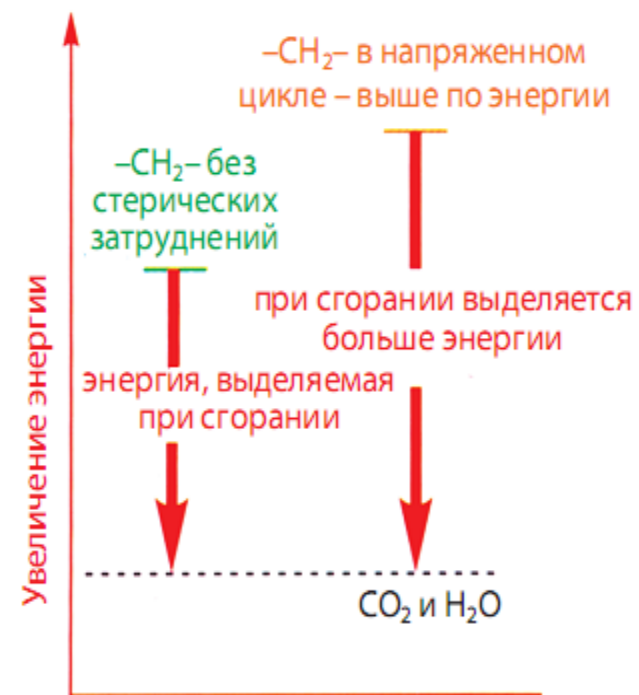 –CH₂– в напряженном
цикле – выше по энергии
–CH₂– без
стерических
затруднений
Увеличение энергии
при сгорании выделяется
больше энергии
энергия, выделяемая
при сгорании
CO₂ и H₂O